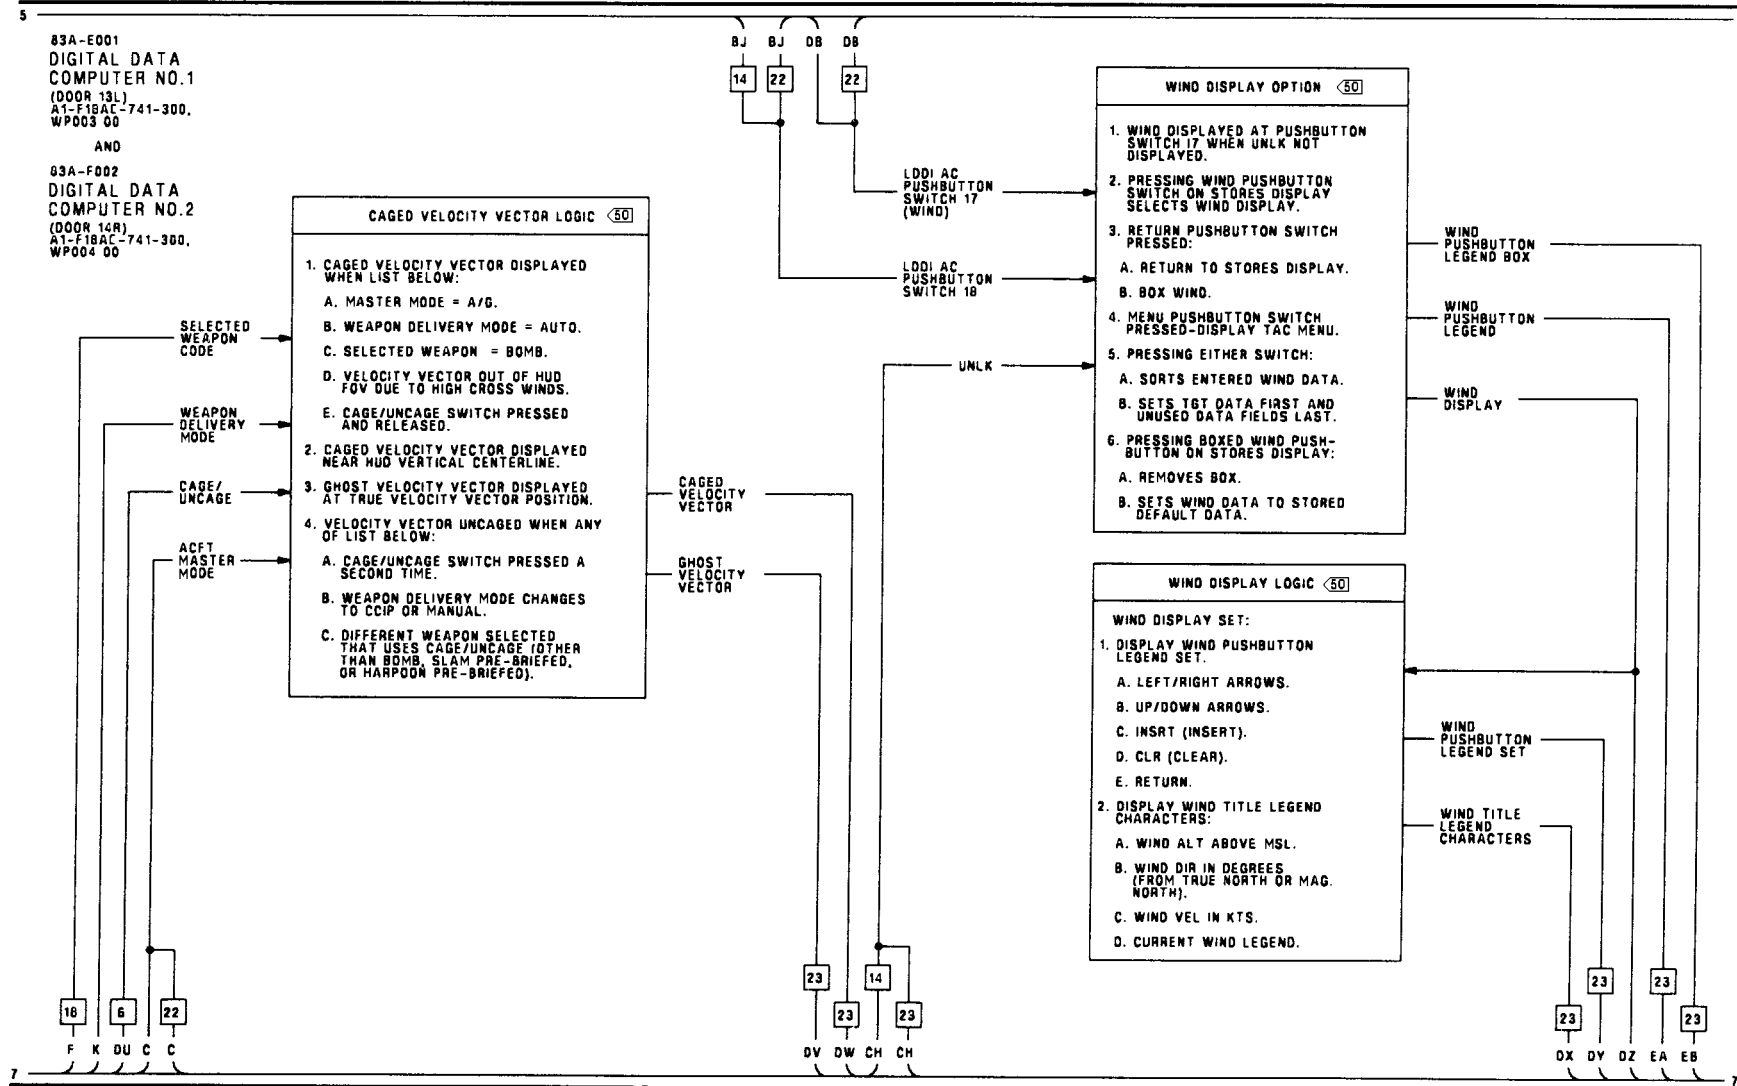 5
83A-E001
DIGITAL DATA
COMPUTER NO.1
(DOOR 13L)
A1-F18AC-741-300,
WP003 00
AND
83A-F002
DIGITAL DATA
COMPUTER NO.2
(DOOR 14R)
A1-F18AC-741-300,
WP004 00
BJ BJ DB DB
14 22 22
CAGED VELOCITY VECTOR LOGIC 50
1. CAGED VELOCITY VECTOR DISPLAYED
WHEN LIST BELOW:
A. MASTER MODE = A/G.
B. WEAPON DELIVERY MODE = AUTO.
C. SELECTED WEAPON = BOMB.
D. VELOCITY VECTOR OUT OF HUD
FOV DUE TO HIGH CROSS WINDS.
E. CAGE/UNCAGE SWITCH PRESSED
AND RELEASED.
2. CAGED VELOCITY VECTOR DISPLAYED
NEAR HUD VERTICAL CENTERLINE.
3. GHOST VELOCITY VECTOR DISPLAYED
AT TRUE VELOCITY VECTOR POSITION.
4. VELOCITY VECTOR UNCAGED WHEN ANY
OF LIST BELOW:
A. CAGE/UNCAGE SWITCH PRESSED A
SECOND TIME.
B. WEAPON DELIVERY MODE CHANGES
TO CCIP OR MANUAL.
C. DIFFERENT WEAPON SELECTED
THAT USES CAGE/UNCAGE (OTHER
THAN BOMB, SLAM PRE-BRIEFED,
OR HARPOON PRE-BRIEFED).
SELECTED
WEAPON
CODE
WEAPON
DELIVERY
MODE
CAGE/
UNCAGE
ACFT
MASTER
MODE
CAGED
VELOCITY
VECTOR
GHOST
VELOCITY
VECTOR
LDDI AC
PUSHBUTTON
SWITCH 17
(WIND)
LDDI AC
PUSHBUTTON
SWITCH 18
UNLK
WIND DISPLAY OPTION 50
1. WIND DISPLAYED AT PUSHBUTTON
SWITCH 17 WHEN UNLK NOT
DISPLAYED.
2. PRESSING WIND PUSHBUTTON
SWITCH ON STORES DISPLAY
SELECTS WIND DISPLAY.
3. RETURN PUSHBUTTON SWITCH
PRESSED:
A. RETURN TO STORES DISPLAY.
B. BOX WIND.
4. MENU PUSHBUTTON SWITCH
PRESSED-DISPLAY TAC MENU.
5. PRESSING EITHER SWITCH:
A. SORTS ENTERED WIND DATA.
B. SETS TGT DATA FIRST AND
UNUSED DATA FIELDS LAST.
6. PRESSING BOXED WIND PUSH-
BUTTON ON STORES DISPLAY:
A. REMOVES BOX.
B. SETS WIND DATA TO STORED
DEFAULT DATA.
WIND
PUSHBUTTON
LEGEND BOX
WIND
PUSHBUTTON
LEGEND
WIND
DISPLAY
WIND DISPLAY LOGIC 50
WIND DISPLAY SET:
1. DISPLAY WIND PUSHBUTTON
LEGEND SET.
A. LEFT/RIGHT ARROWS.
B. UP/DOWN ARROWS.
C. INSRT (INSERT).
D. CLR (CLEAR).
E. RETURN.
2. DISPLAY WIND TITLE LEGEND
CHARACTERS:
A. WIND ALT ABOVE MSL.
B. WIND DIR IN DEGREES
(FROM TRUE NORTH OR MAG.
NORTH).
C. WIND VEL IN KTS.
D. CURRENT WIND LEGEND.
WIND
PUSHBUTTON
LEGEND SET
WIND TITLE
LEGEND
CHARACTERS
18 6 22 23 23 14 23 23 23 23 23
F K DU C C DV DW CH CH DX DY DZ EA EB
7 7